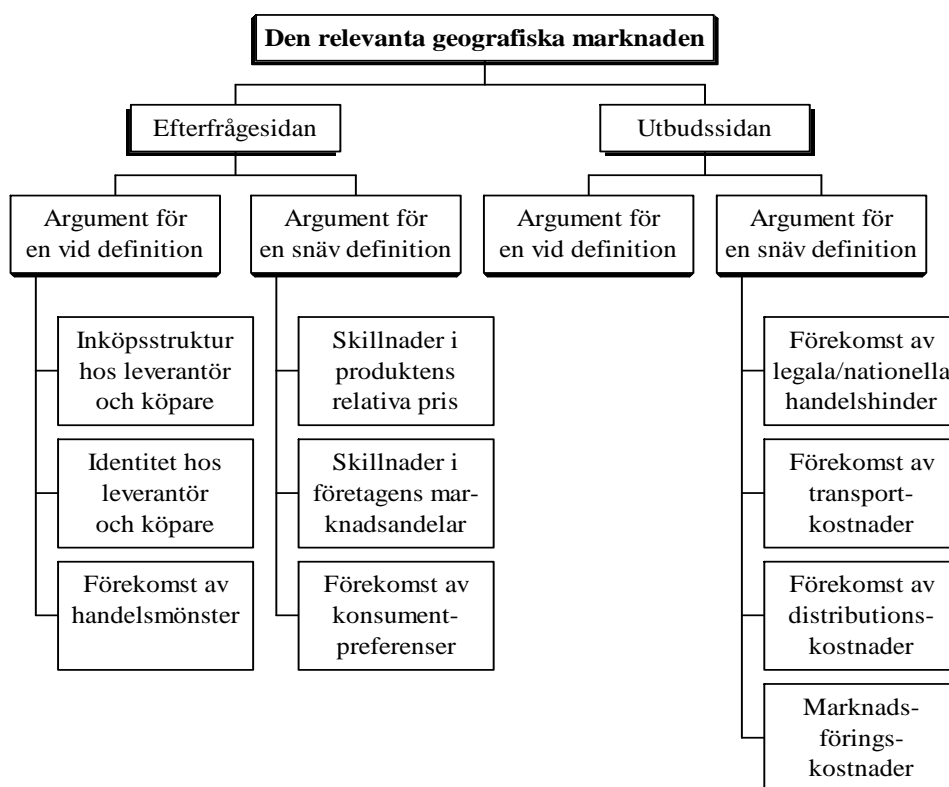 Den relevanta geografiska marknaden
Efterfrågesidan
Utbudssidan
Argument för
en vid definition
Argument för
en snäv definition
Argument för
en vid definition
Argument för
en snäv definition
Inköpsstruktur
hos leverantör
och köpare
Skillnader i
produktens
relativa pris
Förekomst av
legala/nationella
handelshinder
Identitet hos
leverantör
och köpare
Skillnader i
företagens mar-
knadsandelar
Förekomst av
transport-
kostnader
Förekomst av
handelsmönster
Förekomst av
konsument-
preferenser
Förekomst av
distributions-
kostnader
Marknads-
förings-
kostnader